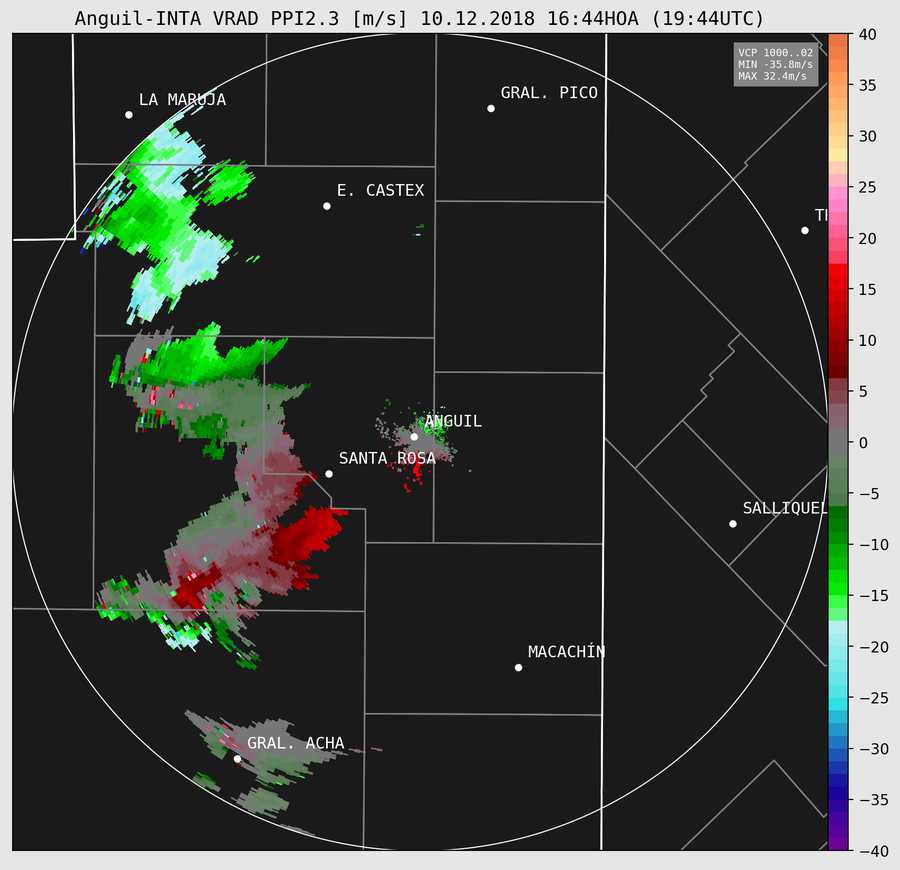 Anguil-INTA VRAD PPI2.3 [m/s] 10.12.2018 16:44HOA (19:44UTC)
VCP 1000..02
MIN -35.8m/s
MAX 32.4m/s
LA MARUJA
GRAL. PICO
E. CASTEX
ANGUIL
SANTA ROSA
SALLIQUEL
MACACHÍN
GRAL. ACHA
40
35
30
25
20
15
10
5
0
−5
−10
−15
−20
−25
−30
−35
−40